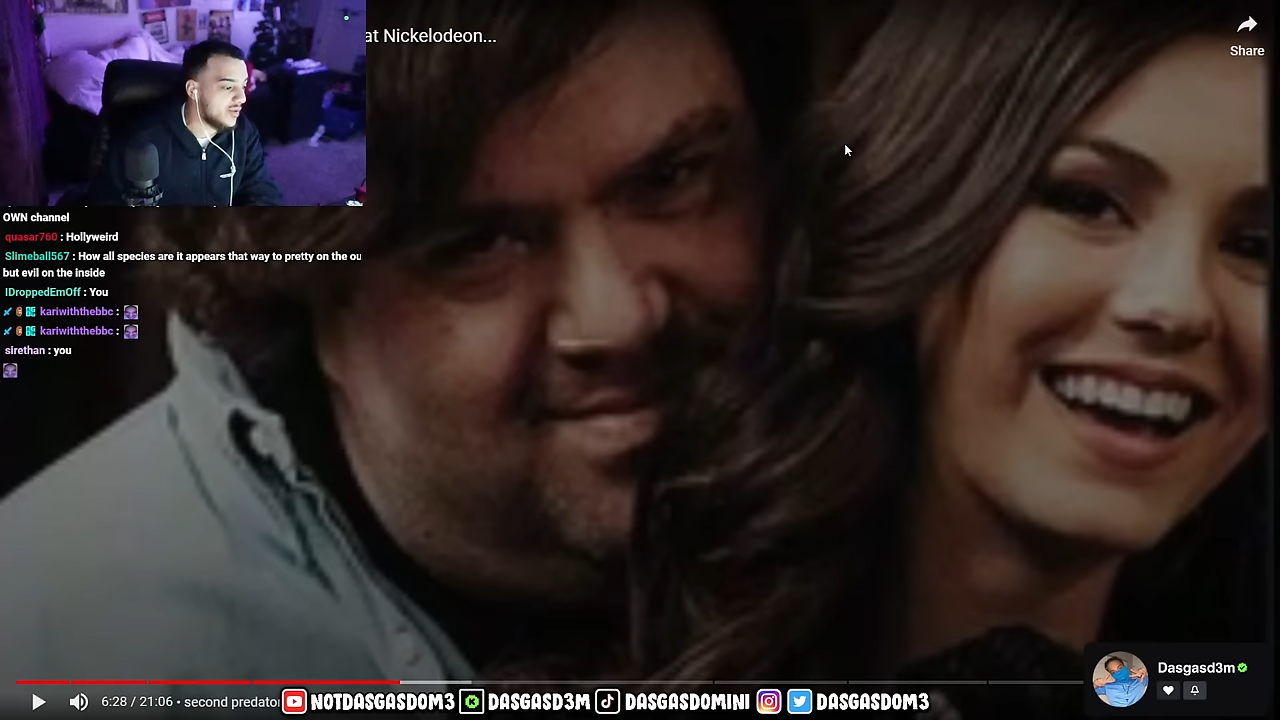 at Nickelodeon...
Share
OWN channel
quasar760 : Hollyweird
Slimeball567 : How all species are it appears that way to pretty on the ou
but evil on the inside
IDroppedEmOff : You
kariwiththebbc :
kariwiththebbc :
sirethan : you
Dasgasd3m
6:28 / 21:06 • second predator
NOTDASGASDOM3 DASGASD3M DASGASDOMINI DASGASDOM3